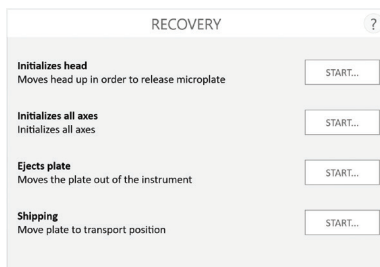 RECOVERY
?
Initializes head
Moves head up in order to release microplate
START...
Initializes all axes
Initializes all axes
START...
Ejects plate
Moves the plate out of the instrument
START...
Shipping
Move plate to transport position
START...